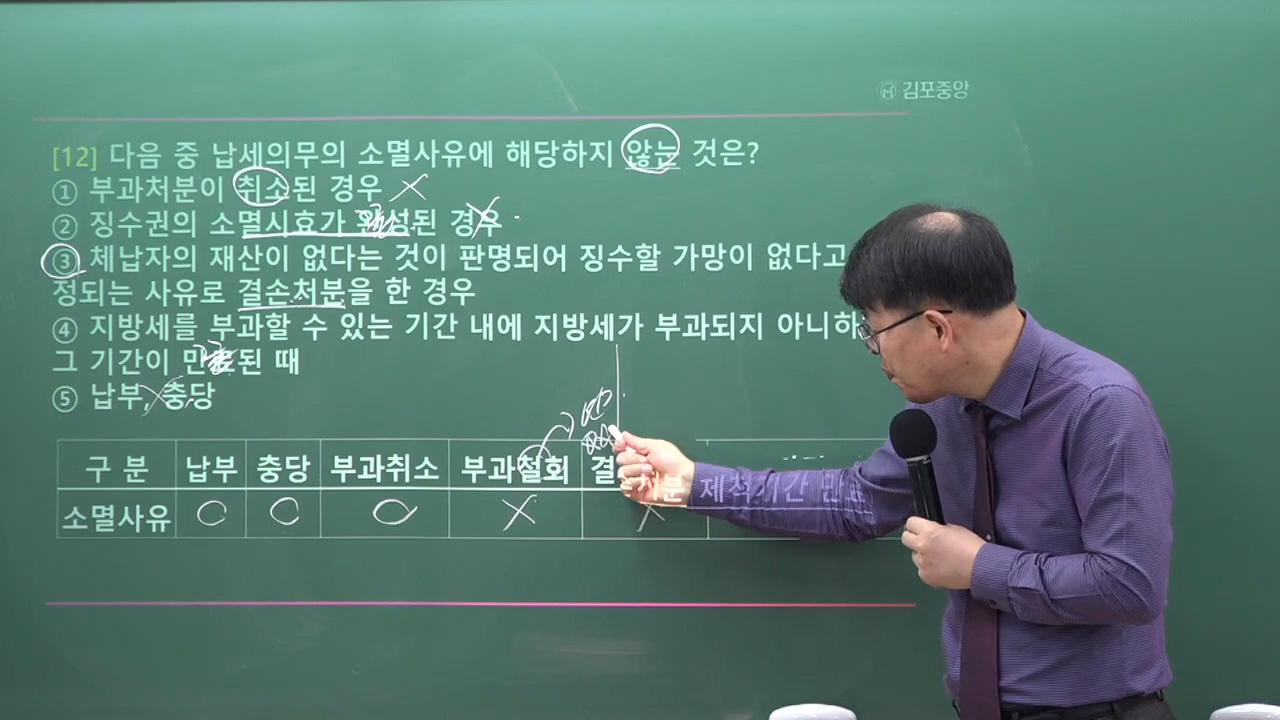 김포중앙
[12] 다음 중 납세의무의 소멸사유에 해당하지 않는 것은?
① 부과처분이 취소된 경우
② 징수권의 소멸시효가 완성된 경우
③ 체납자의 재산이 없다는 것이 판명되어 징수할 가망이 없다고
정되는 사유로 결손처분을 한 경우
④ 지방세를 부과할 수 있는 기간 내에 지방세가 부과되지 아니하
그 기간이 만료된 때
⑤ 납부, 충당
구 분 납부 충당 부과취소 부과철회 결 처분 제척기간 만료
소멸사유 ○ ○ ○ × ×